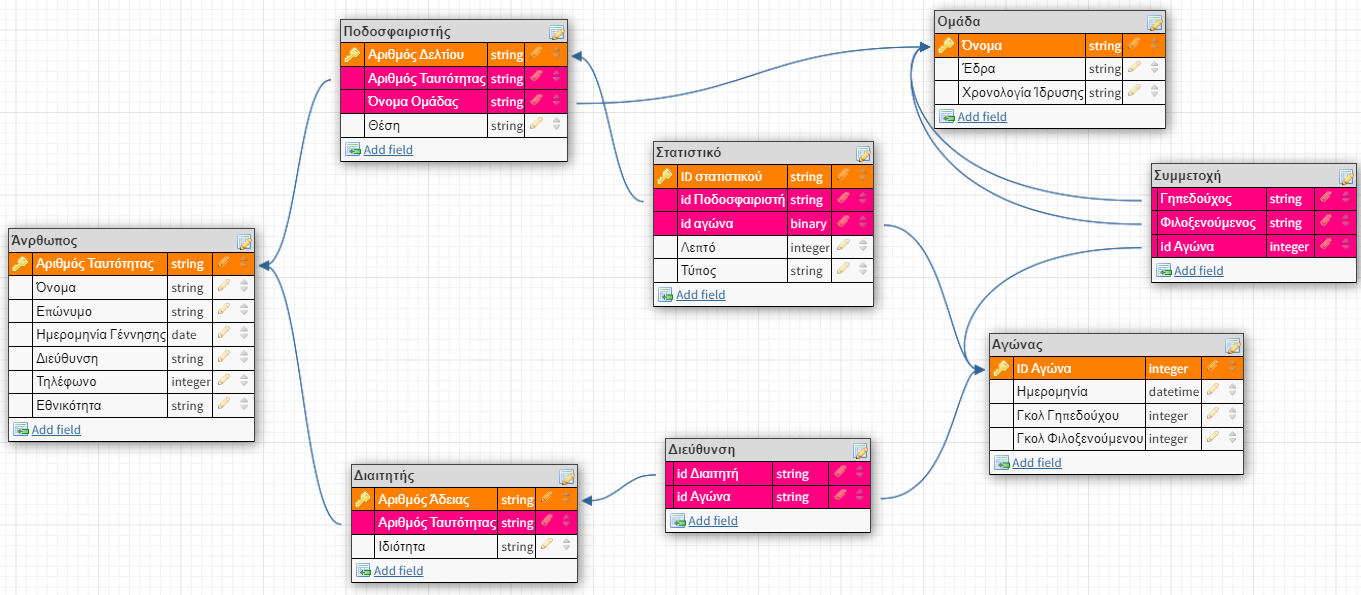 Ποδοσφαιριστής
Αριθμός Δελτίου string
Αριθμός Ταυτότητας string
Όνομα Ομάδας string
Θέση string
Add field
Ομάδα
Όνομα string
Έδρα string
Χρονολογία Ίδρυσης string
Add field
Στατιστικό
ID στατιστικού string
id Ποδοσφαιριστή string
id αγώνα binary
Λεπτό integer
Τύπος string
Add field
Συμμετοχή
Γηπεδούχος string
Φιλοξενούμενος string
id Αγώνα integer
Add field
Άνρθωπος
Αριθμός Ταυτότητας string
Όνομα string
Επώνυμο string
Ημερομηνία Γέννησης date
Διεύθυνση string
Τηλέφωνο integer
Εθνικότητα string
Add field
Αγώνας
ID Αγώνα integer
Ημερομηνία datetime
Γκολ Γηπεδούχου integer
Γκολ Φιλοξενούμενου integer
Add field
Διαιτητής
Αριθμός Άδειας string
Αριθμός Ταυτότητας string
Ιδιότητα string
Add field
Διεύθυνση
id Διαιτητή string
id Αγώνα string
Add field